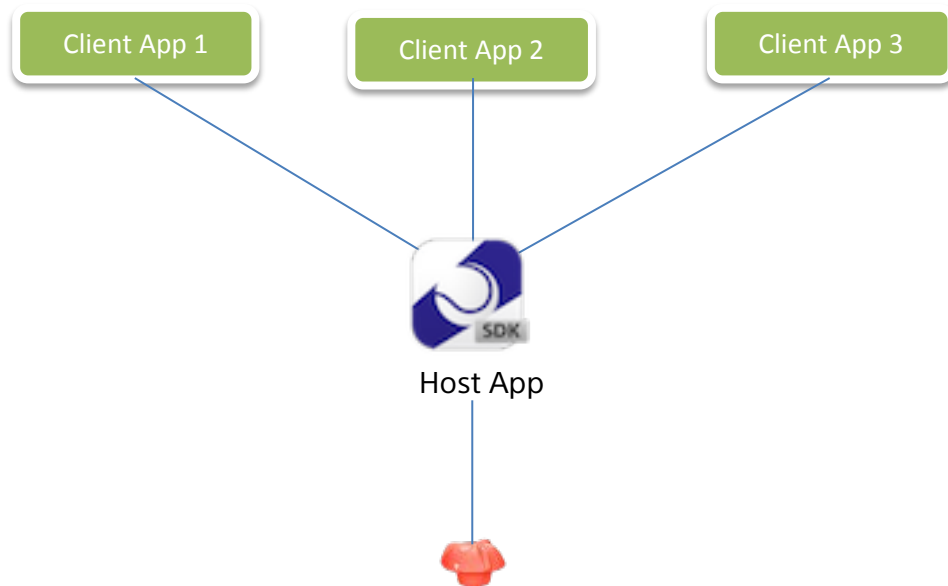 Client App 1
Client App 2
Client App 3
SDK
Host App